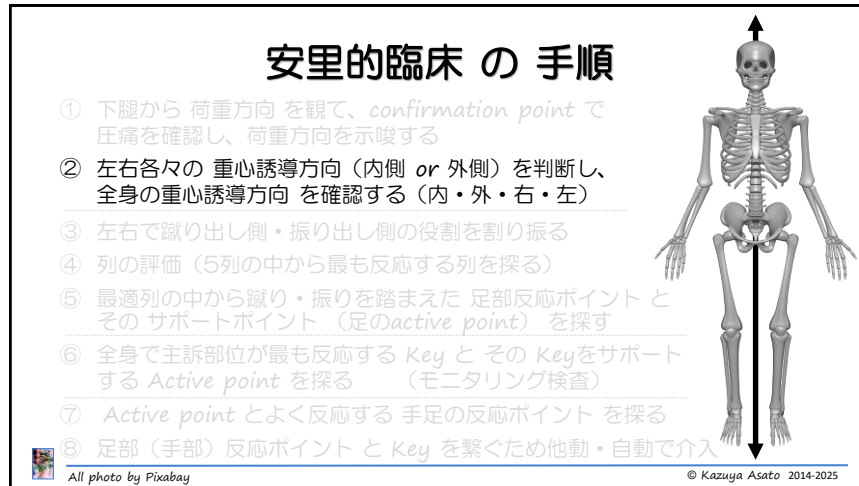 安里的臨床 の 手順
① 下腿から 荷重方向 を観て、confirmation point で
圧痛を確認し、荷重方向を示唆する
② 左右各々の 重心誘導方向（内側 or 外側）を判断し、
全身の重心誘導方向 を確認する（内・外・右・左）
③ 左右で蹴り出し側・振り出し側の役割を割り振る
④ 列の評価（5列の中から最も反応する列を探る）
⑤ 最適列の中から蹴り・振りを踏まえた 足部反応ポイント と
その サポートポイント （足のactive point） を探す
⑥ 全身で主訴部位が最も反応する Key と その Keyをサポート
する Active point を探る （モニタリング検査）
⑦ Active point とよく反応する 手足の反応ポイント を探る
⑧ 足部（手部）反応ポイント と Key を繋ぐため他動・自動で介入
All photo by Pixabay
© Kazuya Asato 2014-2025